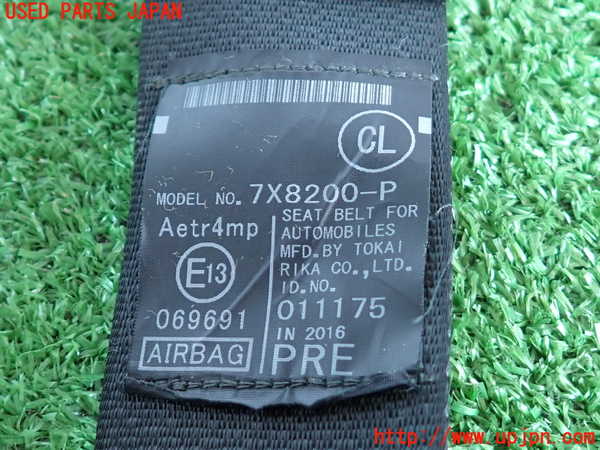 USED PARTS JAPAN
CL
MODEL NO. 7X8200-P
Aetr4mp
E13
069691
AIRBAG
SEAT BELT FOR
AUTOMOBILES
MFD.BY TOKAI
RIKA CO.,LTD.
ID.NO.
011175
IN 2016
PRE
http://www.upjpn.com/